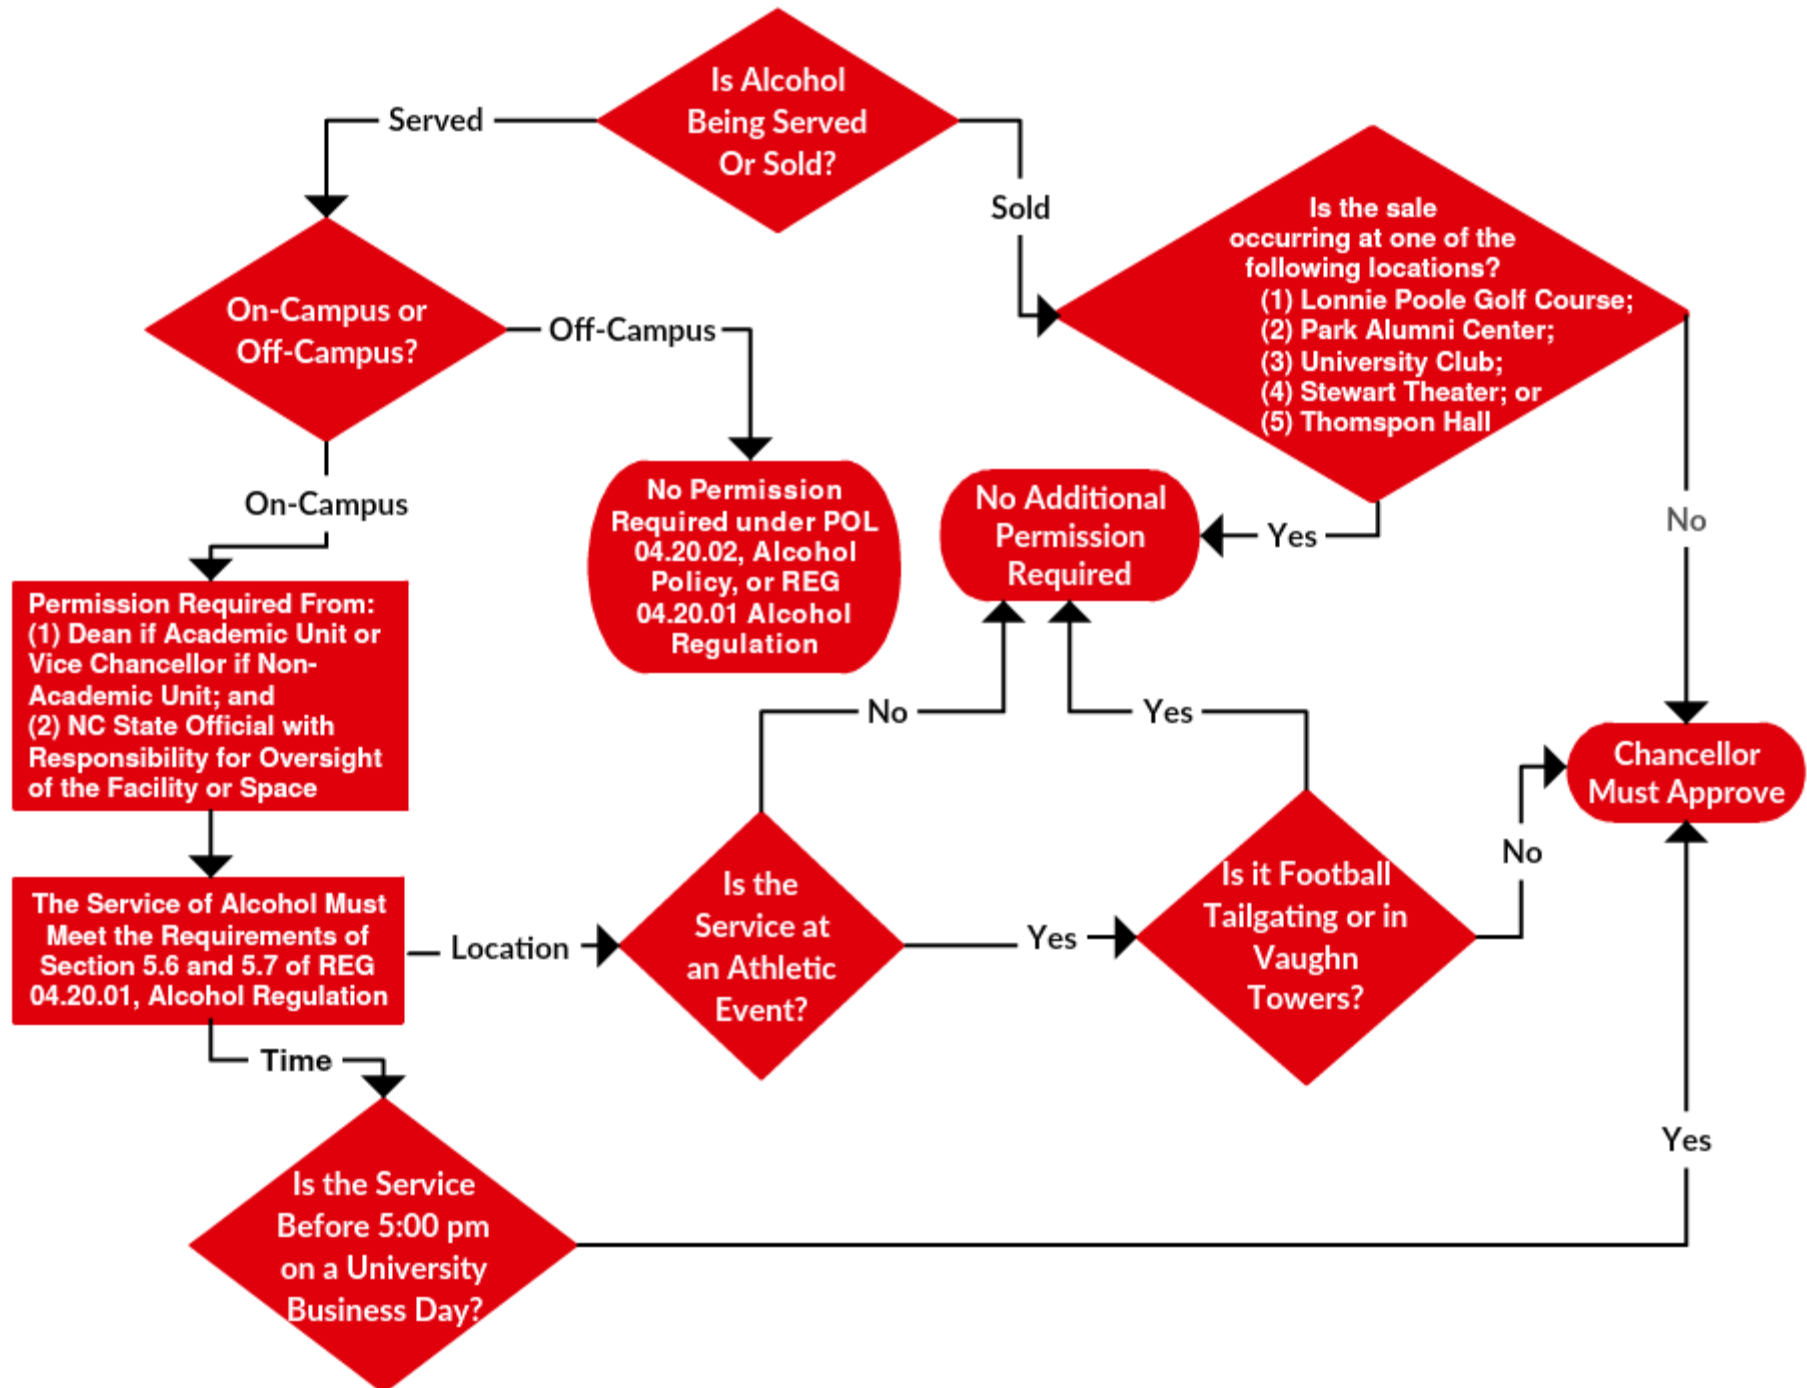 Is Alcohol
Being Served
Or Sold?
Served
Sold
Is the sale
occurring at one of the
following locations?
(1) Lonnie Poole Golf Course;
(2) Park Alumni Center;
(3) University Club;
(4) Stewart Theater; or
(5) Thomspon Hall
On-Campus or
Off-Campus?
Off-Campus
On-Campus
No Permission
Required under POL
04.20.02, Alcohol
Policy, or REG
04.20.01 Alcohol
Regulation
No Additional
Permission
Required
Yes
No
Permission Required From:
(1) Dean if Academic Unit or
Vice Chancellor if Non-
Academic Unit; and
(2) NC State Official with
Responsibility for Oversight
of the Facility or Space
No
Yes
Chancellor
Must Approve
The Service of Alcohol Must
Meet the Requirements of
Section 5.6 and 5.7 of REG
04.20.01, Alcohol Regulation
Location
Is the
Service at
an Athletic
Event?
Yes
Is it Football
Tailgating or in
Vaughn
Towers?
No
Time
Is the Service
Before 5:00 pm
on a University
Business Day?
Yes